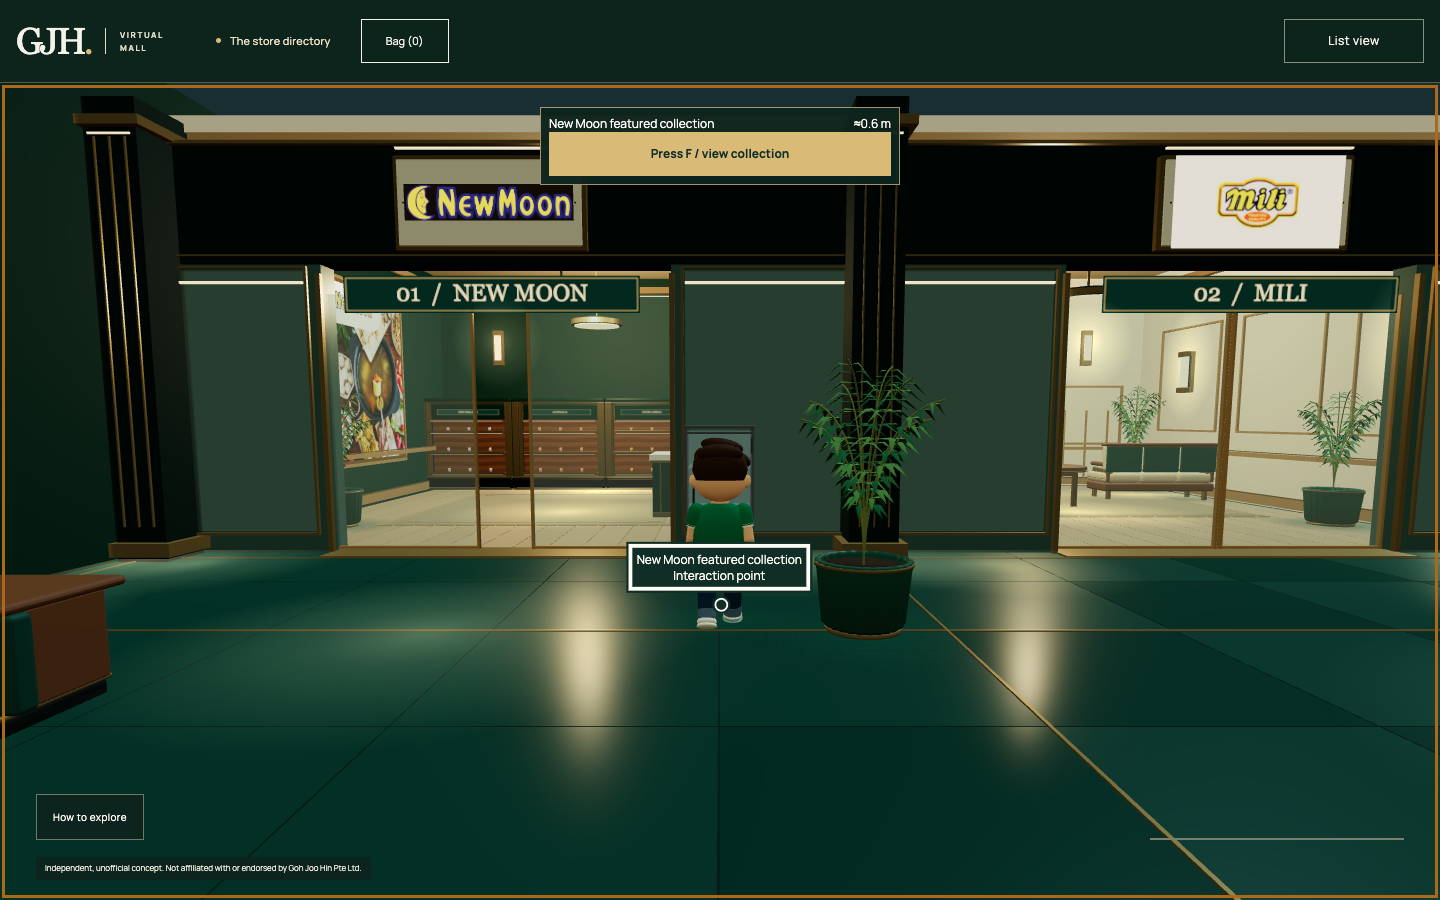 GJH.
VIRTUAL
MALL
The store directory
Bag (0)
List view
New Moon featured collection
≈0.6 m
Press F / view collection
NewMoon
Mili®
01 / NEW MOON
02 / MILI
New Moon featured collection
Interaction point
How to explore
Independent, unofficial concept. Not affiliated with or endorsed by Goh Joo Hin Pte Ltd.